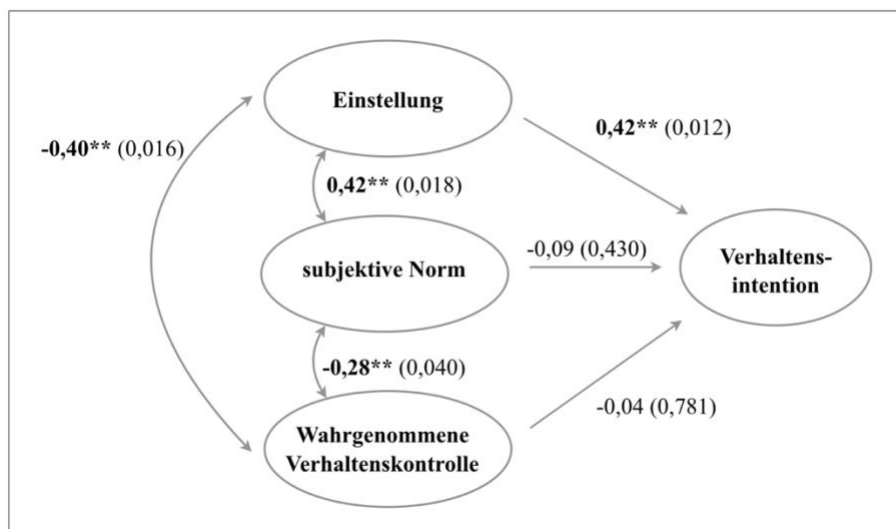 Einstellung
-0,40** (0,016)
0,42** (0,012)
0,42** (0,018)
subjektive Norm
-0,09 (0,430)
Verhaltens-
intention
-0,28** (0,040)
-0,04 (0,781)
Wahrgenommene
Verhaltenskontrolle